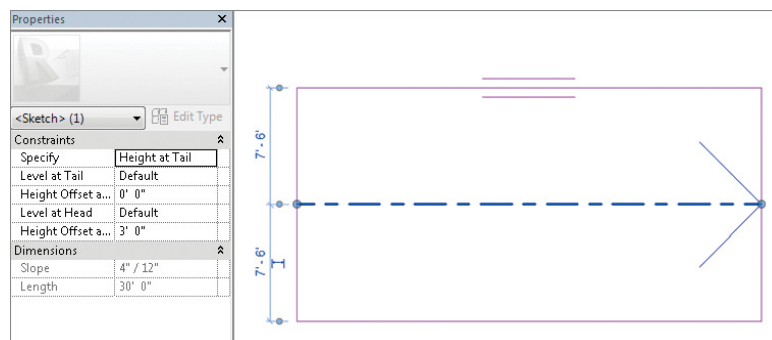 Properties
<Sketch> (1)
Edit Type
Constraints
Specify Height at Tail
Level at Tail Default
Height Offset a... 0' 0"
Level at Head Default
Height Offset a... 3' 0"
Dimensions
Slope 4" / 12"
Length 30' 0"
7' - 6'
7' - 6'